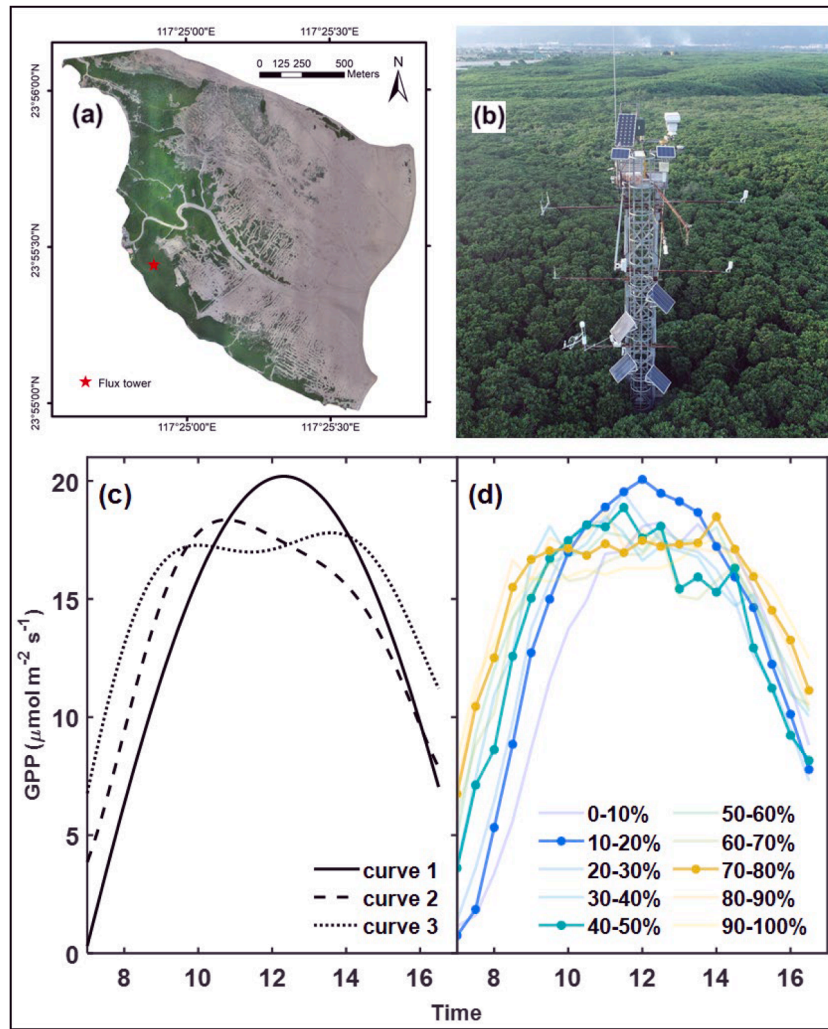 117°25'00"E 117°25'30"E
(a)
0 125 250 500
Meters
N
23°56'00"N
23°55'30"N
23°55'00"N
Flux tower
117°25'00"E 117°25'30"E
(b)
(c)
GPP (μmol m⁻² s⁻¹)
20
15
10
5
0
curve 1
curve 2
curve 3
8 10 12 14 16
(d)
0-10%
10-20%
20-30%
30-40%
40-50%
50-60%
60-70%
70-80%
80-90%
90-100%
8 10 12 14 16
Time